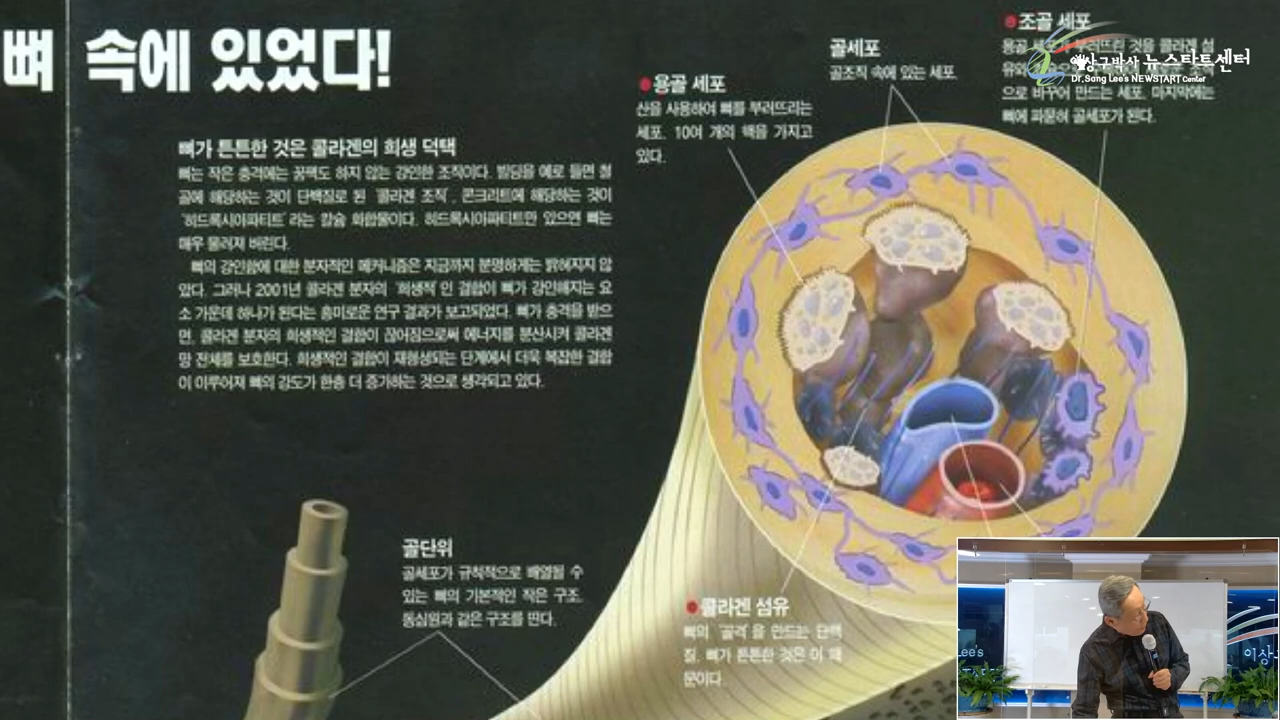 뼈 속에 있었다!
뼈가 튼튼한 것은 콜라겐의 희생 덕택
뼈는 작은 충격에는 꿈쩍도 하지 않는 강인한 조직이다. 빌딩을 예로 들면 철
골에 해당하는 것이 단백질로 된 '콜라겐 조직', 콘크리트에 해당하는 것이
'히드록시아파티트' 라는 칼슘 화합물이다. 히드록시아파티트만 있으면 뼈는
매우 물러져 버린다.
뼈의 강인함에 대한 분자적인 메커니즘은 지금까지 분명하게는 밝혀지지 않
았다. 그러나 2001년 콜라겐 분자의 '희생적' 인 결합이 뼈가 강인해지는 요
소 가운데 하나가 된다는 흥미로운 연구 결과가 보고되었다. 뼈가 충격을 받으
면, 콜라겐 분자의 희생적인 결합이 끊어짐으로써 에너지를 분산시켜 콜라겐
망 전체를 보호한다. 희생적인 결합이 재형성되는 단계에서 더욱 복잡한 결합
이 이루어져 뼈의 강도가 한층 더 증가하는 것으로 생각되고 있다.
용골 세포
산을 사용하여 뼈를 부러뜨리는
세포. 10여 개의 핵을 가지고
있다.
골세포
골조직 속에 있는 세포.
조골 세포
용골 세포가 부러뜨린 것을 콜라겐 섬
유와
으로 바꾸어 만드는 세포. 마지막에는
뼈에 파묻혀 골세포가 된다.
이상구박사 뉴스타트센터
Dr. Sang Lee's NEWSTART Center
골단위
골세포가 규칙적으로 배열될 수
있는 뼈의 기본적인 작은 구조.
동심원과 같은 구조를 띤다.
콜라겐 섬유
뼈의 '골격' 을 만드는 단백
질. 뼈가 튼튼한 것은 이 때
문이다.
Lee's
이상구